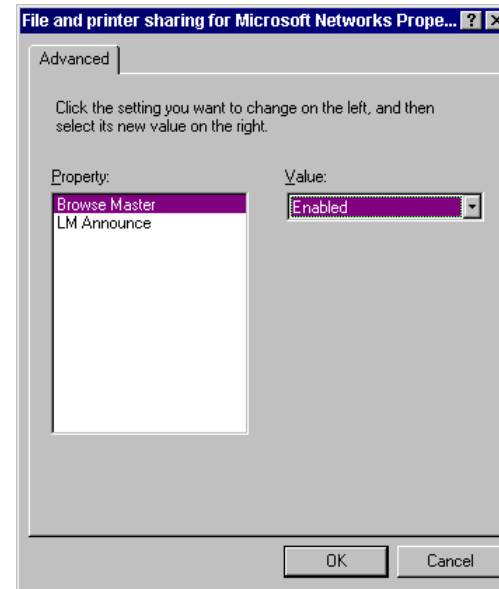 File and printer sharing for Microsoft Networks Prope...
Advanced
Click the setting you want to change on the left, and then
select its new value on the right.
Property:
Value:
Browse Master
Enabled
LM Announce
OK
Cancel